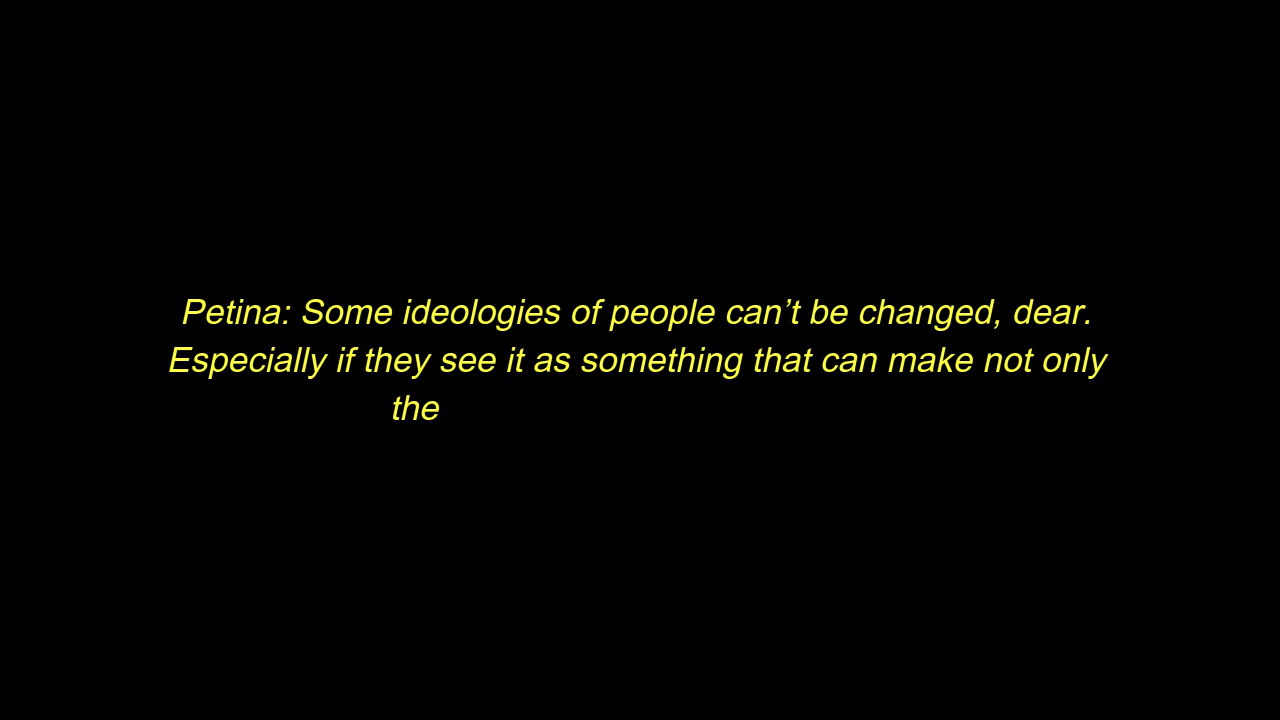 Petina: Some ideologies of people can’t be changed, dear.
Especially if they see it as something that can make not only
the